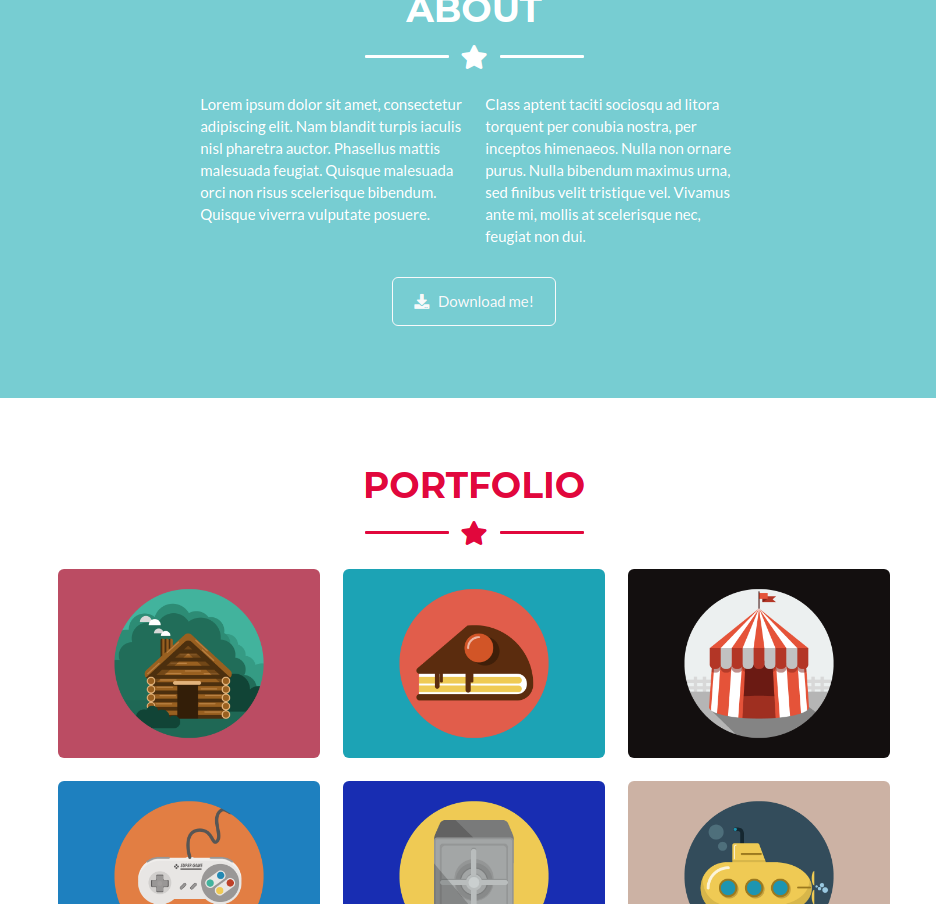 ABOUT
Lorem ipsum dolor sit amet, consectetur
adipiscing elit. Nam blandit turpis iaculis
nisl pharetra auctor. Phasellus mattis
malesuada feugiat. Quisque malesuada
orci non risus scelerisque bibendum.
Quisque viverra vulputate posuere.
Class aptent taciti sociosqu ad litora
torquent per conubia nostra, per
inceptos himenaeos. Nulla non ornare
purus. Nulla bibendum maximus urna,
sed finibus velit tristique vel. Vivamus
ante mi, mollis at scelerisque nec,
feugiat non dui.
Download me!
PORTFOLIO